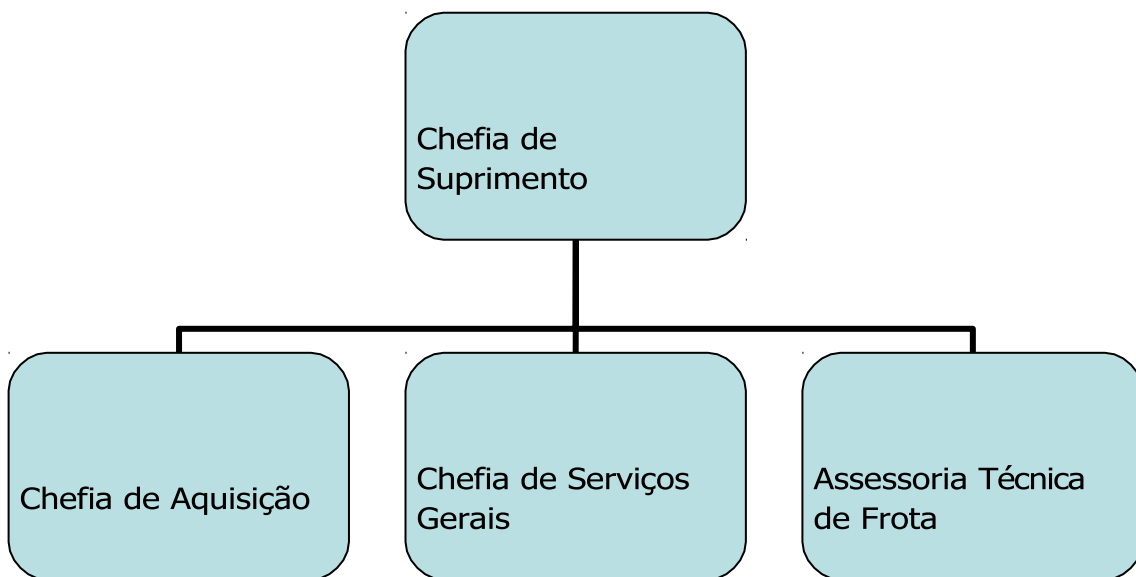 Chefia de
Suprimento
Chefia de Aquisição
Chefia de Serviços
Gerais
Assessoria Técnica
de Frota